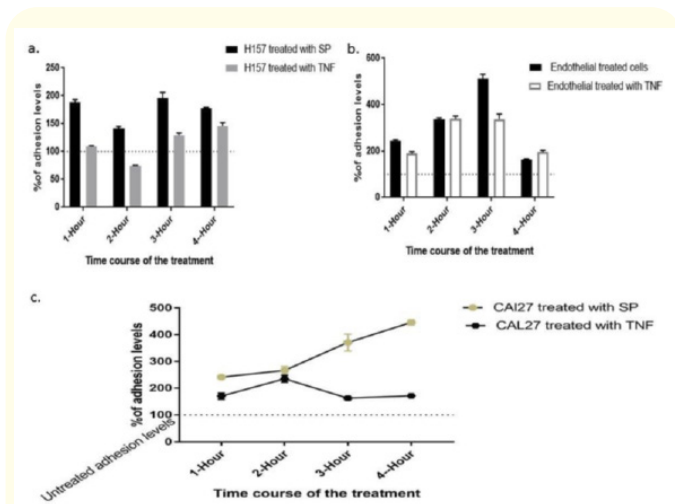 a.
H157 treated with SP
H157 treated with TNF
%of adhesion levels
250
200
150
100
50
0
1-Hour
2-Hour
3-Hour
4--Hour
Time course of the treatment
b.
Endothelial treated cells
Endothelial treated with TNF
%of adhesion levels
600
400
200
0
1-Hour
2-Hour
3-Hour
4--Hour
Time course of the treatment
c.
CAl27 treated with SP
CAL27 treated with TNF
%of adhesion levels
500
400
300
200
100
0
Untreated adhesion levels
1-Hour
2-Hour
3-Hour
4--Hour
Time course of the treatment